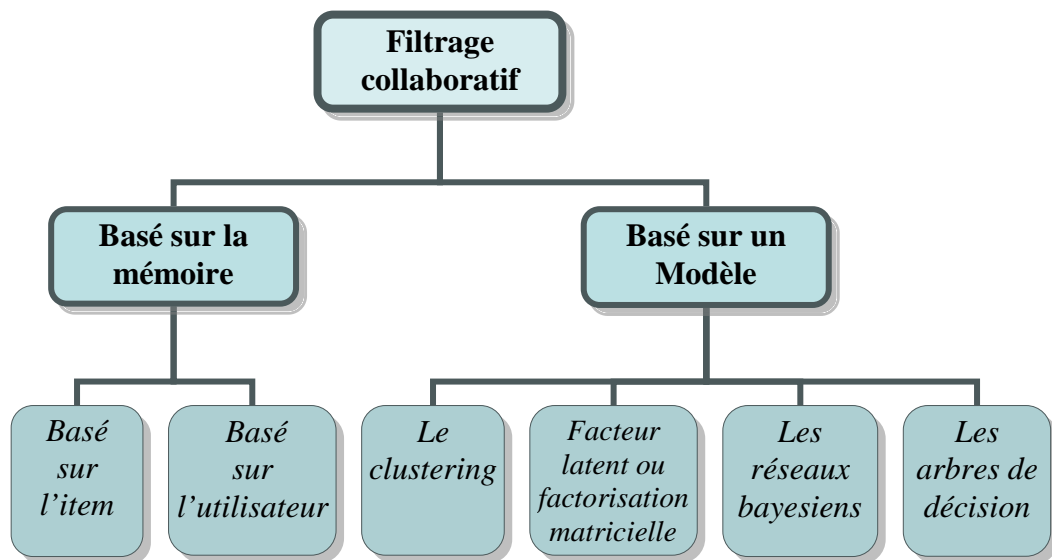 Filtrage
collaboratif
Basé sur la
mémoire
Basé sur un
Modèle
Basé
sur
l'item
Basé
sur
l'utilisateur
Le
clustering
Facteur
latent ou
factorisation
matricielle
Les
réseaux
bayesiens
Les
arbres de
décision